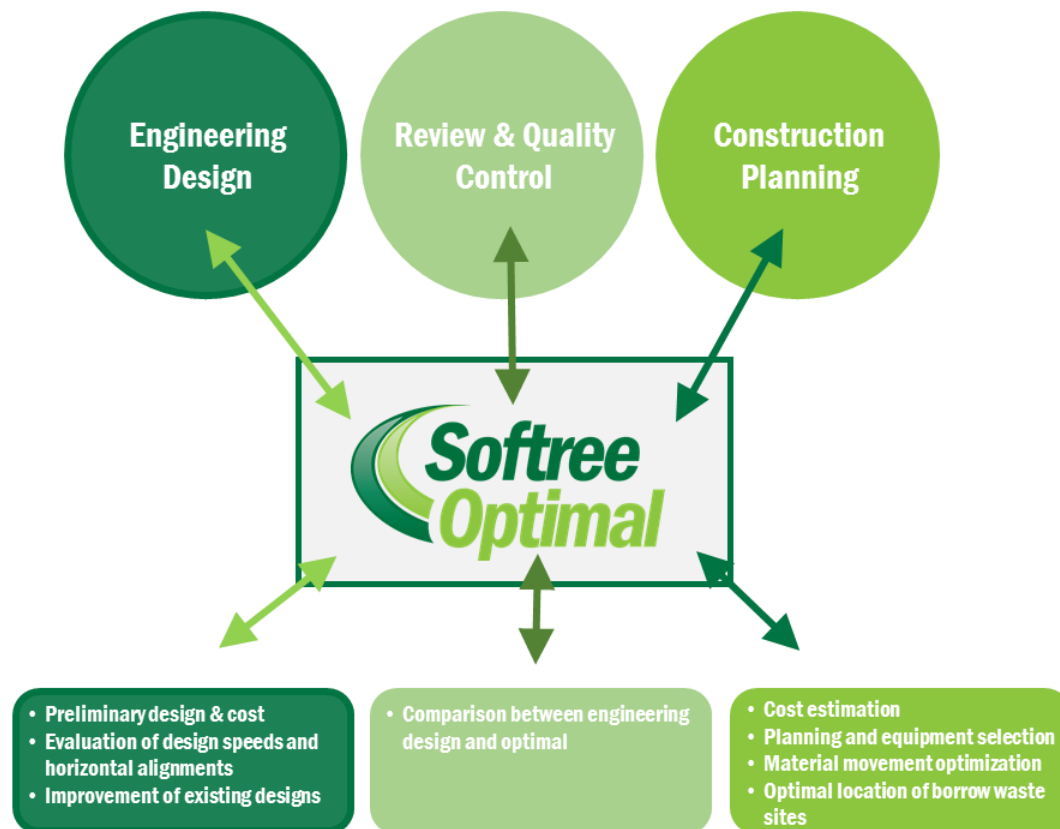 Engineering
Design
Review & Quality
Control
Construction
Planning
Softree
Optimal
• Preliminary design & cost
• Evaluation of design speeds and
horizontal alignments
• Improvement of existing designs
• Comparison between engineering
design and optimal
• Cost estimation
• Planning and equipment selection
• Material movement optimization
• Optimal location of borrow waste
sites